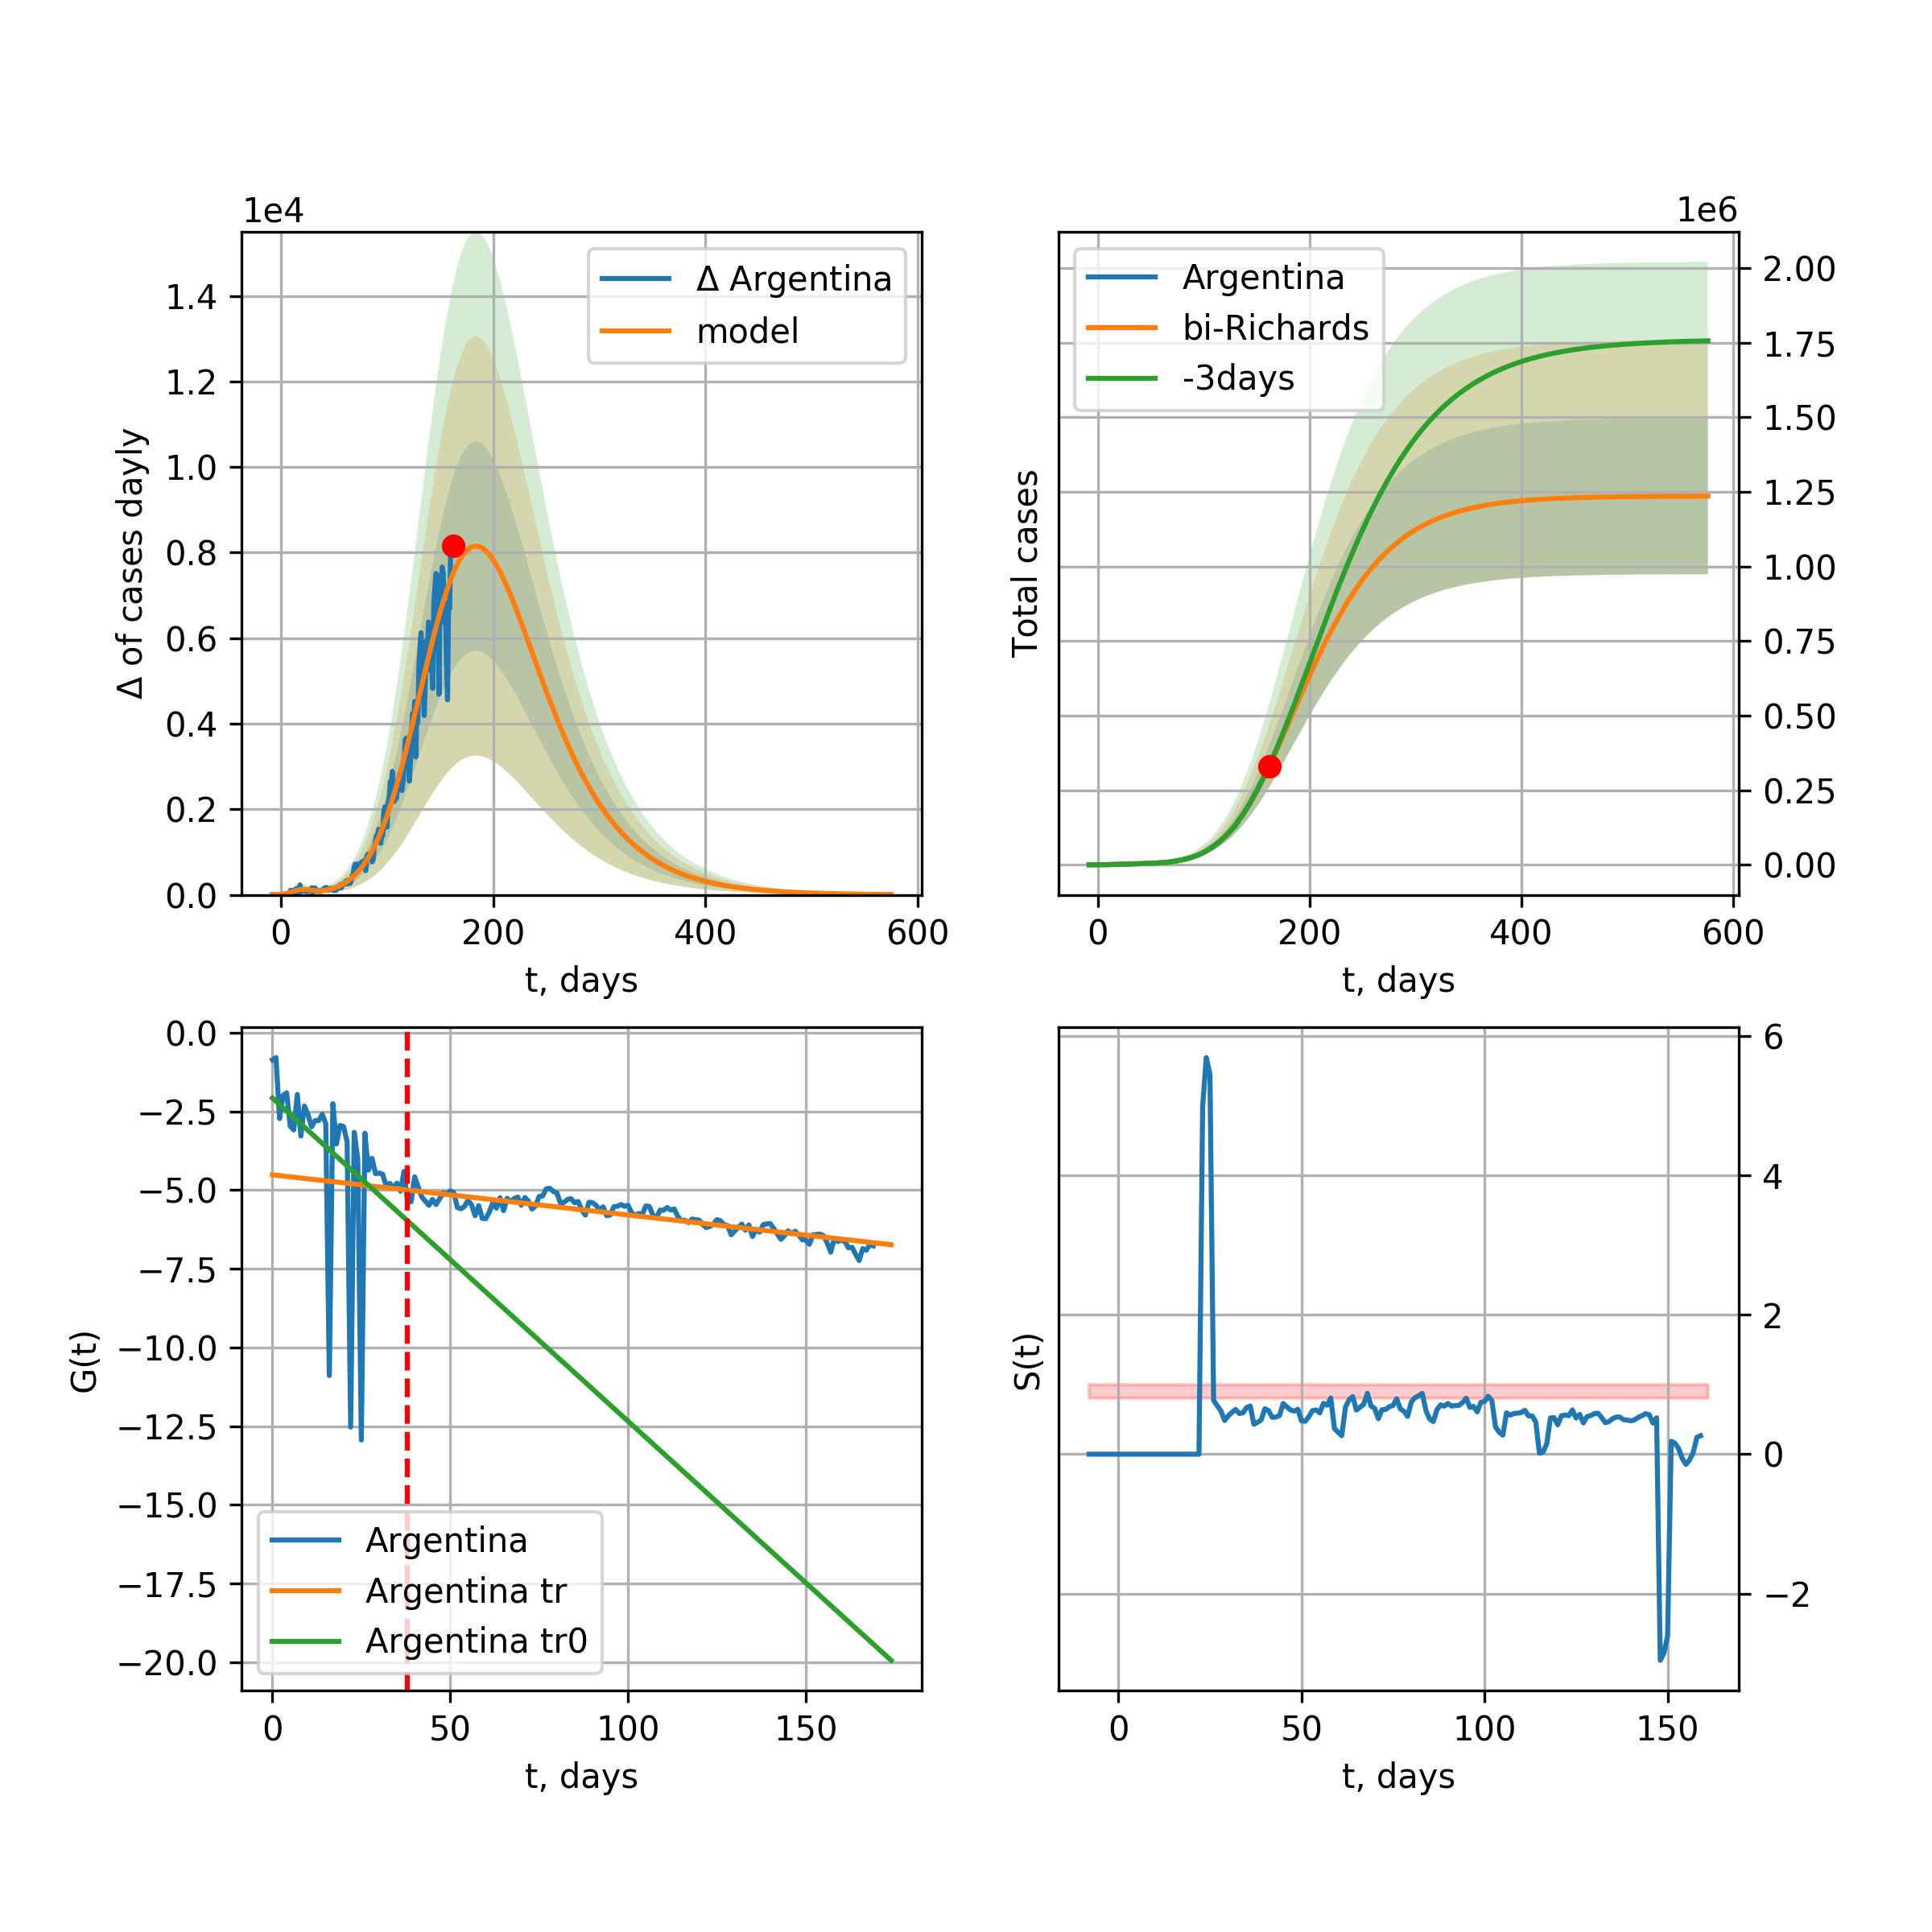 1e4
Δ Argentina
model
1.4
1.2
1.0
0.8
0.6
0.4
0.2
0.0
Δ of cases dayly
0 200 400 600
t, days
1e6
Argentina
bi-Richards
-3days
2.00
1.75
1.50
1.25
1.00
0.75
0.50
0.25
0.00
Total cases
0 200 400 600
t, days
0.0
−2.5
−5.0
−7.5
−10.0
−12.5
−15.0
−17.5
−20.0
G(t)
Argentina
Argentina tr
Argentina tr0
0 50 100 150
t, days
6
4
2
0
−2
S(t)
0 50 100 150
t, days